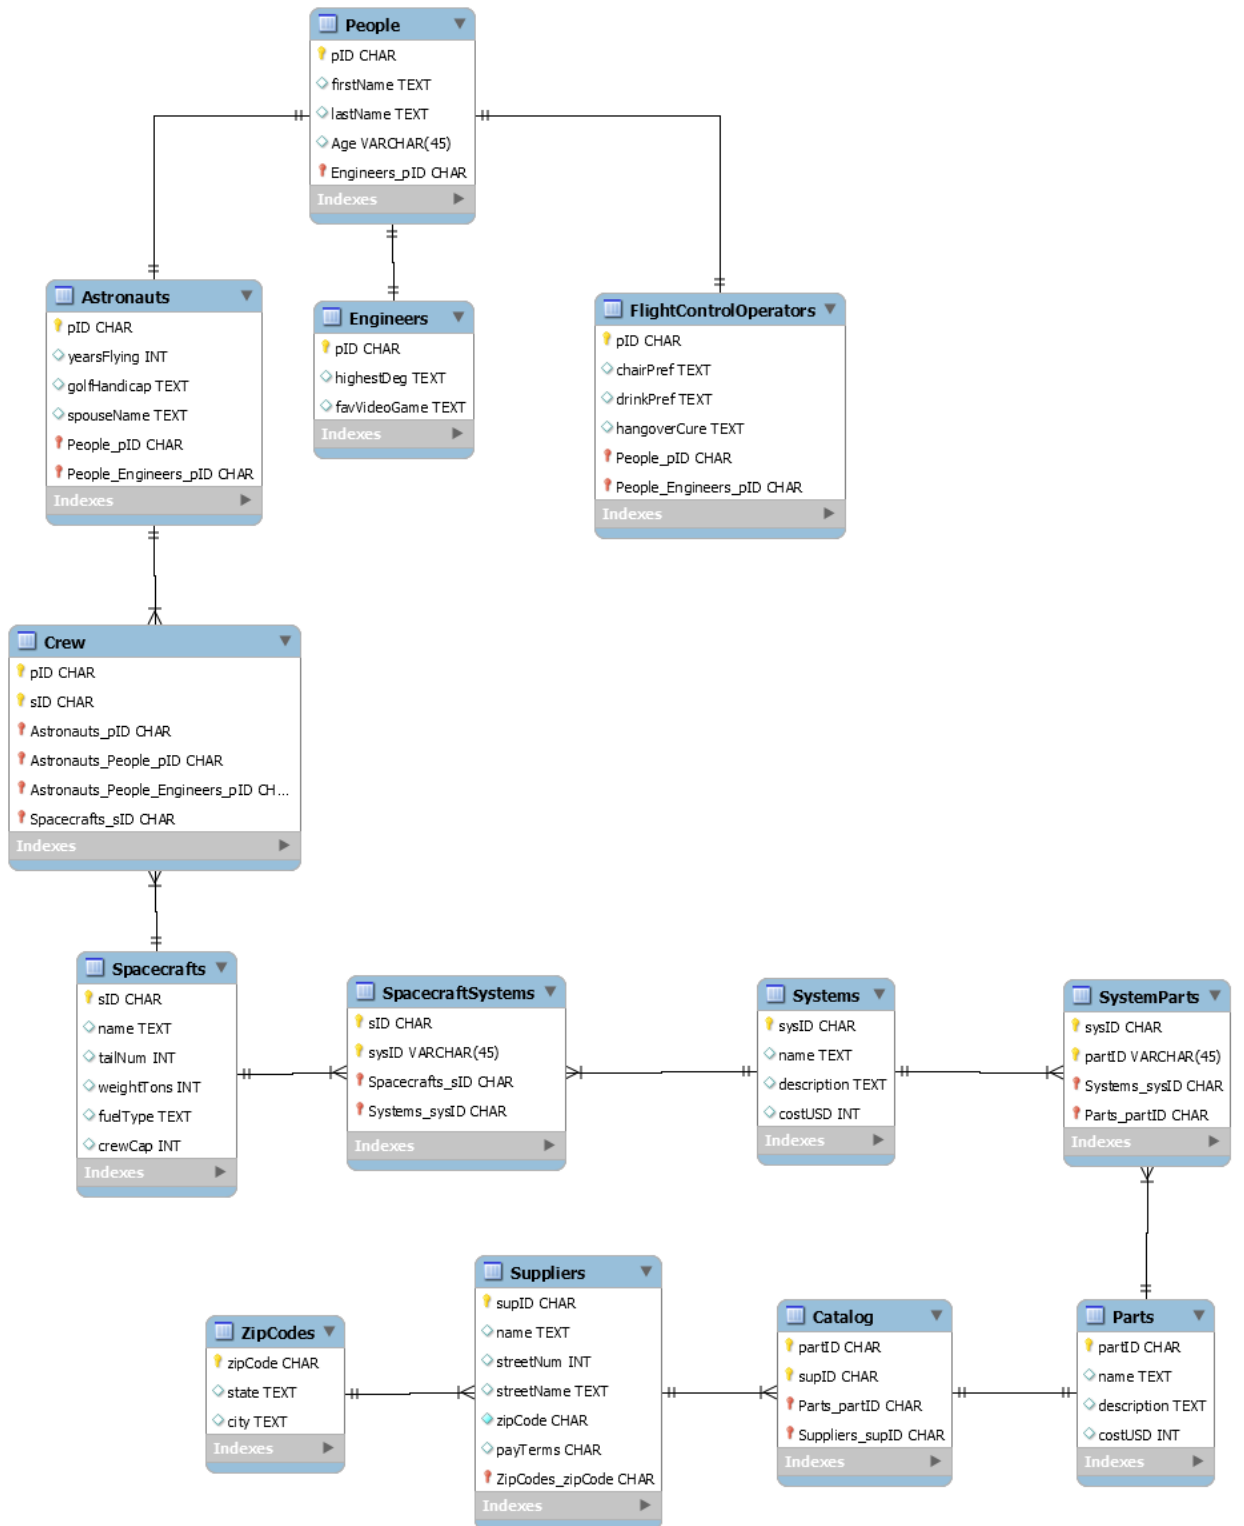 People
pID CHAR
firstName TEXT
lastName TEXT
Age VARCHAR(45)
Engineers_pID CHAR
Indexes
Astronauts
pID CHAR
yearsFlying INT
golfHandicap TEXT
spouseName TEXT
People_pID CHAR
People_Engineers_pID CHAR
Indexes
Engineers
pID CHAR
highestDeg TEXT
favVideoGame TEXT
Indexes
FlightControlOperators
pID CHAR
chairPref TEXT
drinkPref TEXT
hangoverCure TEXT
People_pID CHAR
People_Engineers_pID CHAR
Indexes
Crew
pID CHAR
sID CHAR
Astronauts_pID CHAR
Astronauts_People_pID CHAR
Astronauts_People_Engineers_pID CH...
Spacecrafts_sID CHAR
Indexes
Spacecrafts
sID CHAR
name TEXT
tailNum INT
weightTons INT
fuelType TEXT
crewCap INT
Indexes
SpacecraftSystems
sID CHAR
sysID VARCHAR(45)
Spacecrafts_sID CHAR
Systems_sysID CHAR
Indexes
Systems
sysID CHAR
name TEXT
description TEXT
costUSD INT
Indexes
SystemParts
sysID CHAR
partID VARCHAR(45)
Systems_sysID CHAR
Parts_partID CHAR
Indexes
ZipCodes
zipCode CHAR
state TEXT
city TEXT
Indexes
Suppliers
supID CHAR
name TEXT
streetNum INT
streetName TEXT
zipCode CHAR
payTerms CHAR
ZipCodes_zipCode CHAR
Indexes
Catalog
partID CHAR
supID CHAR
Parts_partID CHAR
Suppliers_supID CHAR
Indexes
Parts
partID CHAR
name TEXT
description TEXT
costUSD INT
Indexes